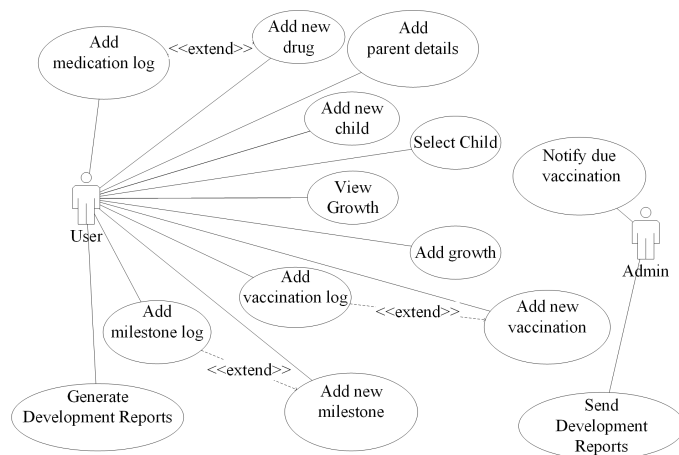 Add
medication log
<<extend>>
Add new
drug
Add
parent details
Add new
child
Select Child
Notify due
vaccination
View
Growth
User
Add growth
Admin
Add
vaccination log
<<extend>>
Add new
vaccination
Add
milestone log
<<extend>>
Add new
milestone
Generate
Development Reports
Send
Development
Reports